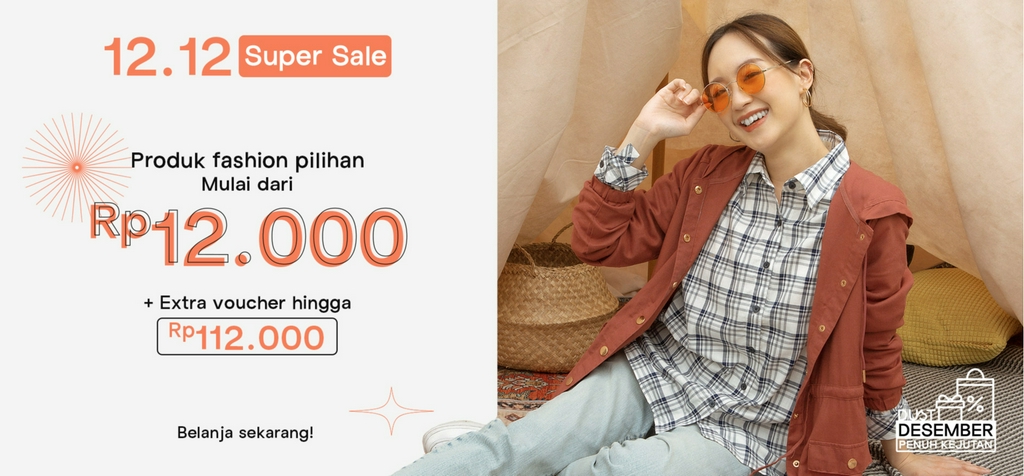 12.12 Super Sale
Produk fashion pilihan
Mulai dari
Rp12.000
+ Extra voucher hingga
Rp112.000
Belanja sekarang!
%
DUST
DESEMBER
PENUH KEJUTAN